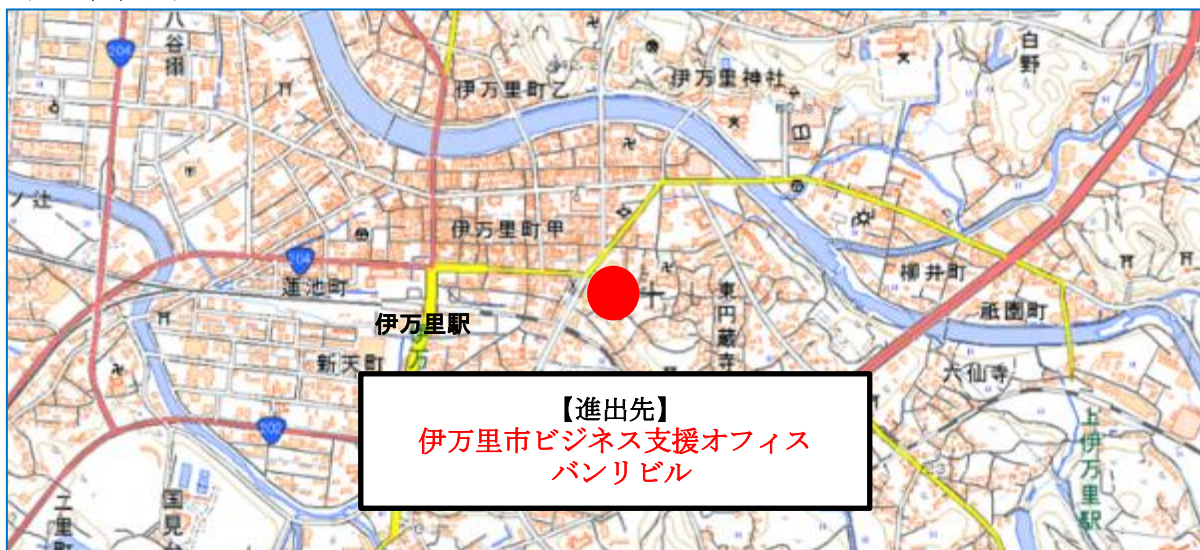 204
八谷搦
白野
伊万里町乙
伊万里神社
ノ辻
伊万里町甲
204
蓮池町
柳井町
東円蔵寺
祇園町
伊万里駅
新天町
六仙寺
202
上伊万里駅
二里町
国見台
【進出先】
伊万里市ビジネス支援オフィス
バンリビル